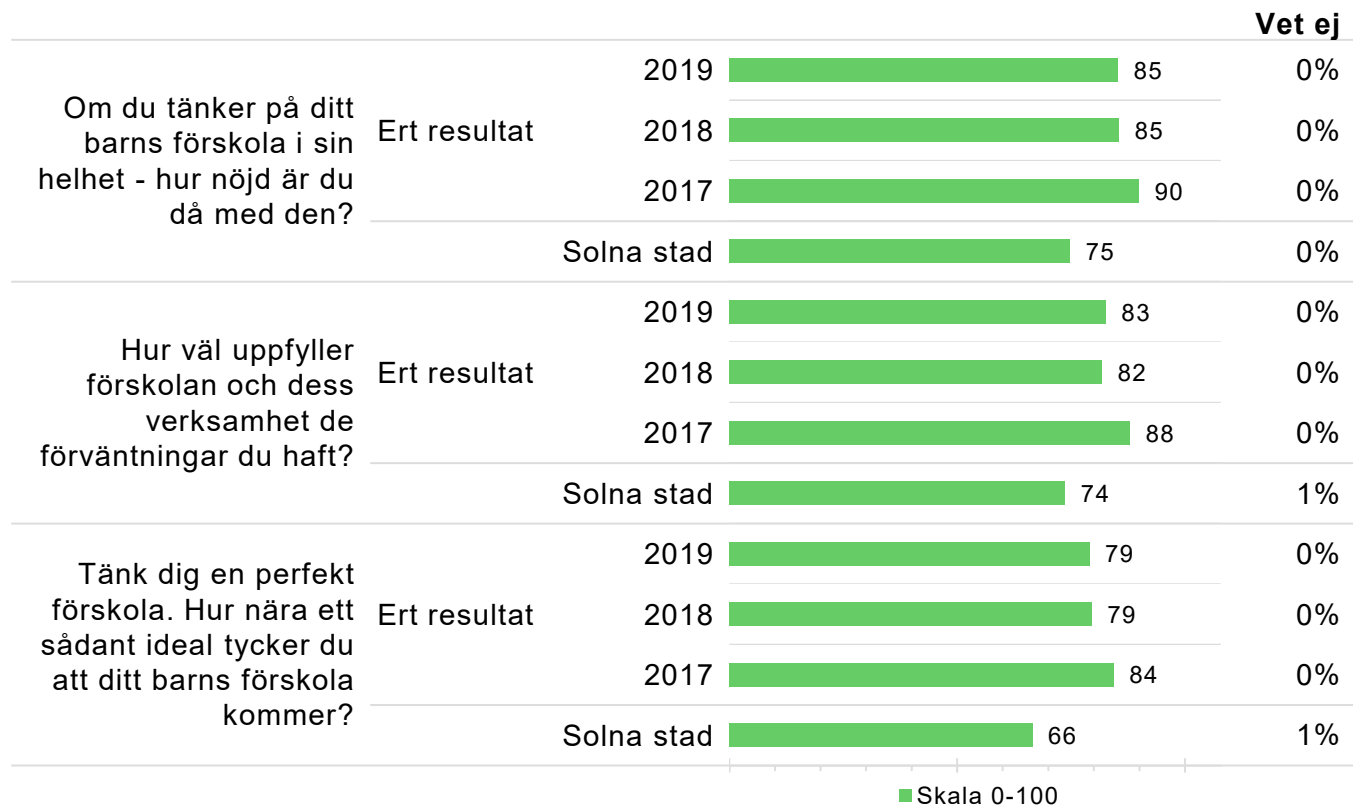 Vet ej
Om du tänker på ditt
barns förskola i sin
helhet - hur nöjd är du
då med den?
Ert resultat
2019 85 0%
2018 85 0%
2017 90 0%
Solna stad 75 0%
Hur väl uppfyller
förskolan och dess
verksamhet de
förväntningar du haft?
Ert resultat
2019 83 0%
2018 82 0%
2017 88 0%
Solna stad 74 1%
Tänk dig en perfekt
förskola. Hur nära ett
sådant ideal tycker du
att ditt barns förskola
kommer?
Ert resultat
2019 79 0%
2018 79 0%
2017 84 0%
Solna stad 66 1%
Skala 0-100